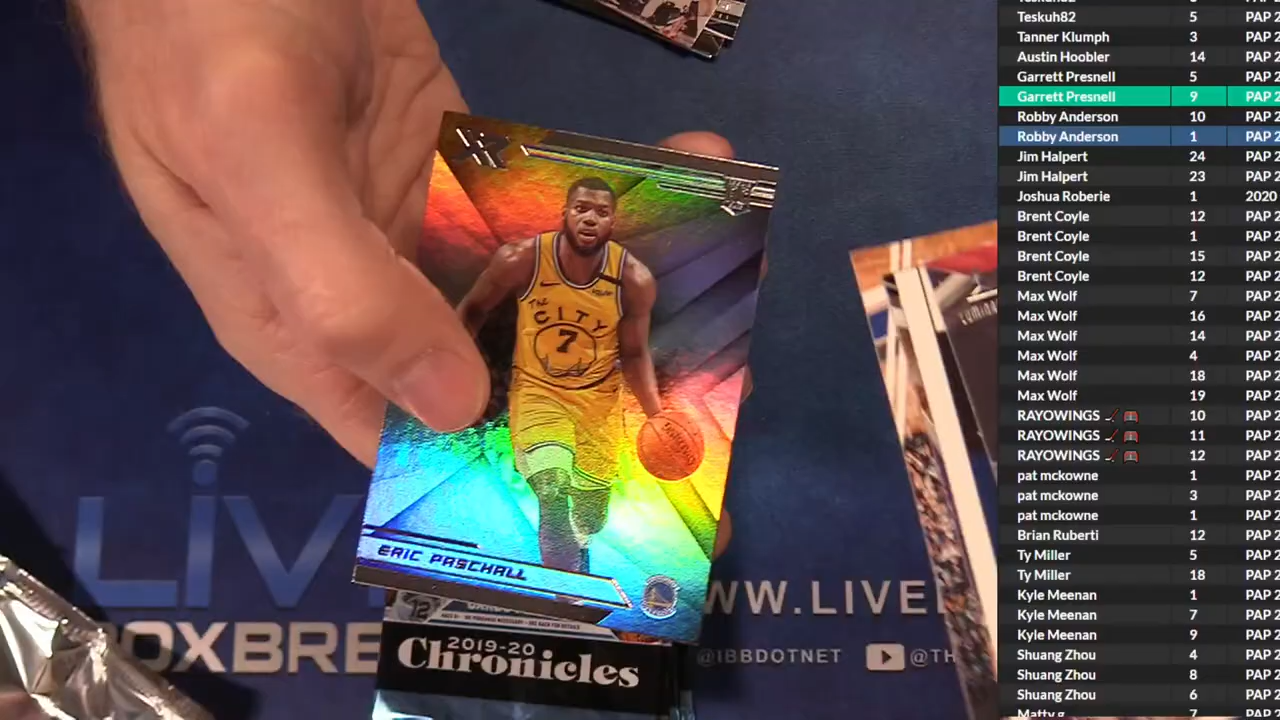 XR
RC
The
CITY
7
ERIC PASCHALL
12
2019-20
Chronicles
LIV
OXBRE
WW.LIVE
@IBBDOTNET
@TH
Teskuh82 5 PAP 2
Tanner Klumph 3 PAP 2
Austin Hoobler 14 PAP 2
Garrett Presnell 5 PAP 2
Garrett Presnell 9 PAP 2
Robby Anderson 10 PAP 2
Robby Anderson 1 PAP 2
Jim Halpert 24 PAP 2
Jim Halpert 23 PAP 2
Joshua Roberie 1 2020
Brent Coyle 12 PAP 2
Brent Coyle 1 PAP 2
Brent Coyle 15 PAP 2
Brent Coyle 12 PAP 2
Max Wolf 7 PAP 2
Max Wolf 16 PAP 2
Max Wolf 14 PAP 2
Max Wolf 4 PAP 2
Max Wolf 18 PAP 2
Max Wolf 19 PAP 2
RAYOWINGS 10 PAP 2
RAYOWINGS 11 PAP 2
RAYOWINGS 12 PAP 2
pat mckowne 1 PAP 2
pat mckowne 3 PAP 2
pat mckowne 1 PAP 2
Brian Ruberti 12 PAP 2
Ty Miller 5 PAP 2
Ty Miller 18 PAP 2
Kyle Meenan 1 PAP 2
Kyle Meenan 7 PAP 2
Kyle Meenan 9 PAP 2
Shuang Zhou 4 PAP 2
Shuang Zhou 8 PAP 2
Shuang Zhou 6 PAP 2
Matty g 7 PAP 2